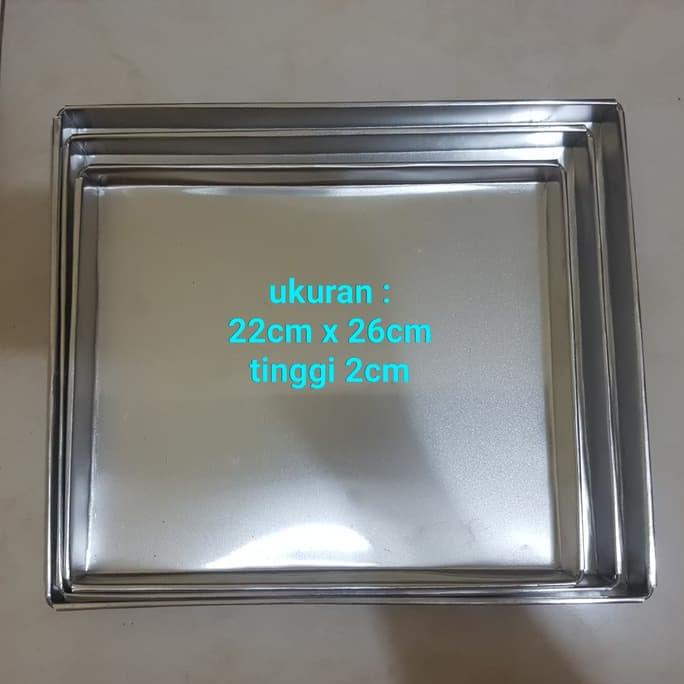 ukuran :
22cm x 26cm
tinggi 2cm